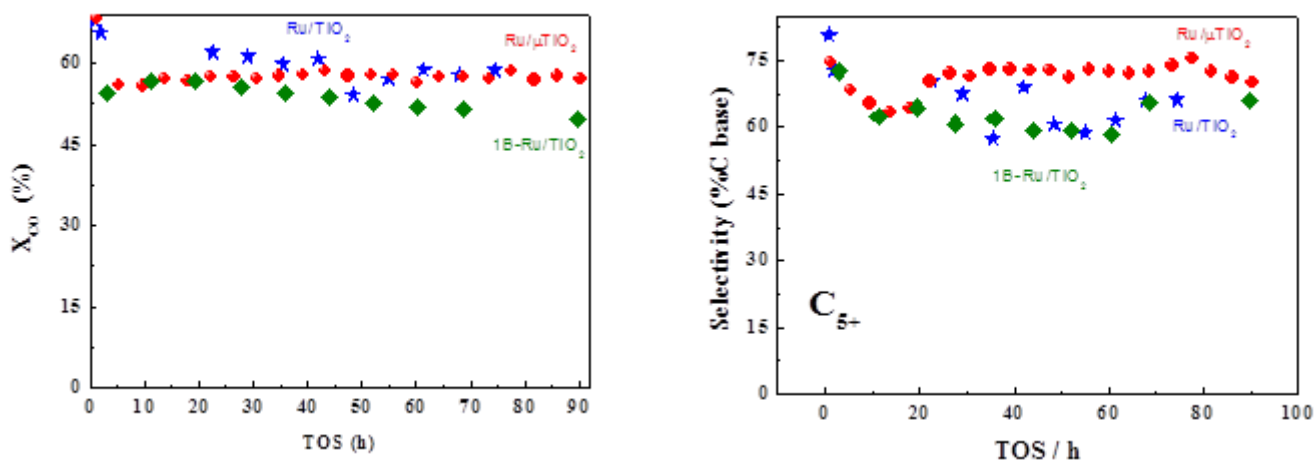 X_CO (%)
60
45
30
15
0
0 10 20 30 40 50 60 70 80 90
TOS (h)
Ru/TIO₂
Ru/μTIO₂
1B-Ru/TIO₂
Selectivity (%C base)
75
60
45
30
15
0
0 20 40 60 80 100
TOS / h
Ru/μTIO₂
Ru/TIO₂
1B-Ru/TIO₂
C₅₊